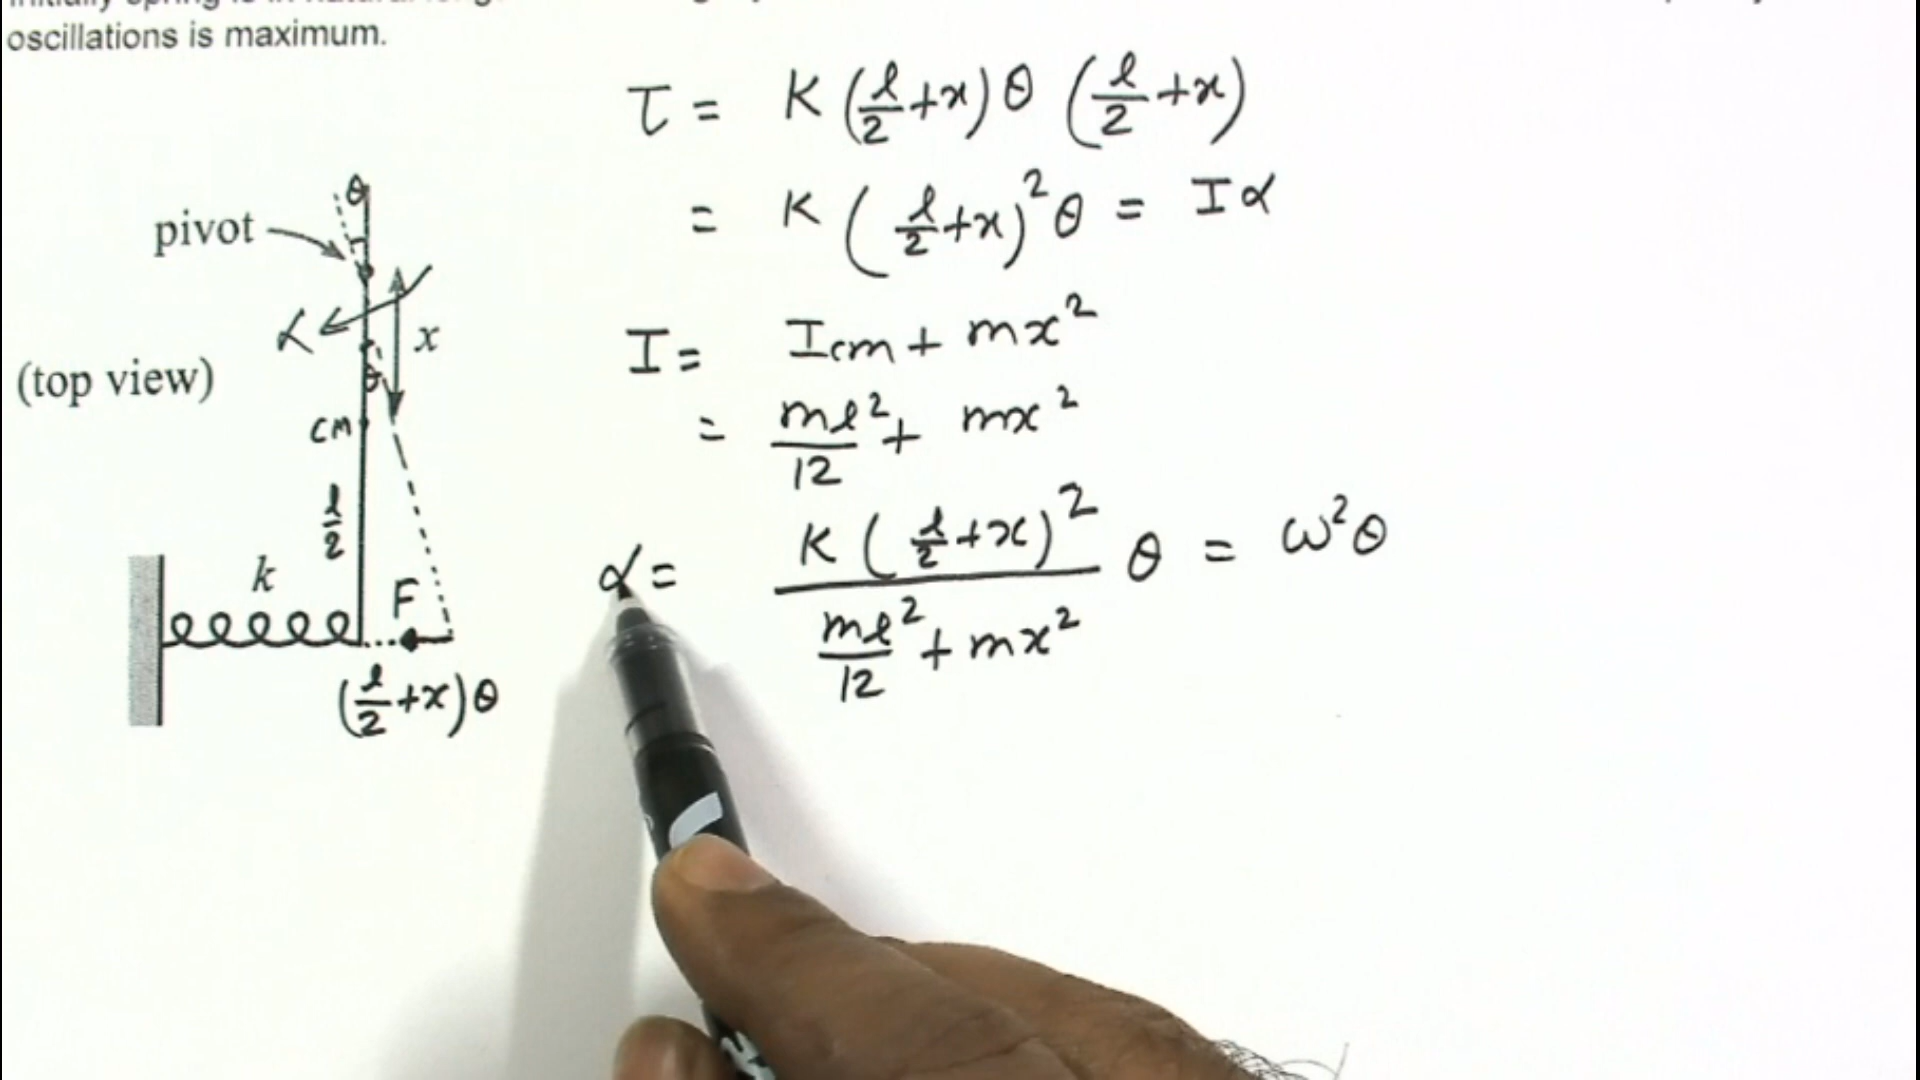 oscillations is maximum.
τ = K(l/2+x)θ (l/2+x)
= K(l/2+x)²θ = Iα
I = Icm + mx²
= ml²/12 + mx²
α = K(l/2+x)²/(ml²/12+mx²) θ = ω²θ
θ
pivot
α
x
(top view)
θ
cm
l/2
k
F
(l/2+x)θ